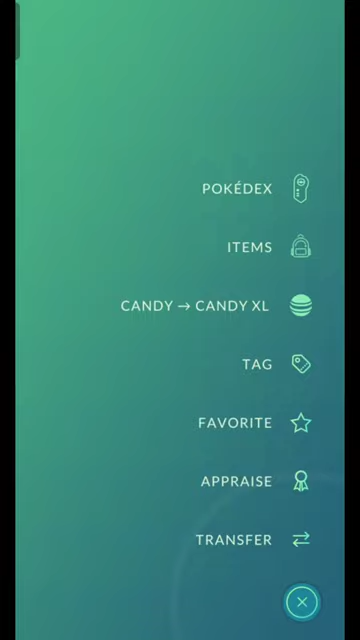 POKÉDEX
ITEMS
CANDY → CANDY XL
TAG
FAVORITE
APPRAISE
TRANSFER